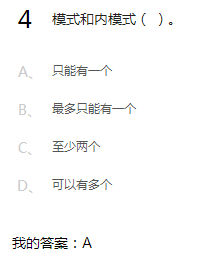 4 模式和内模式（ ）。
A、 只能有一个
B、 最多只能有一个
C、 至少两个
D、 可以有多个
我的答案：A